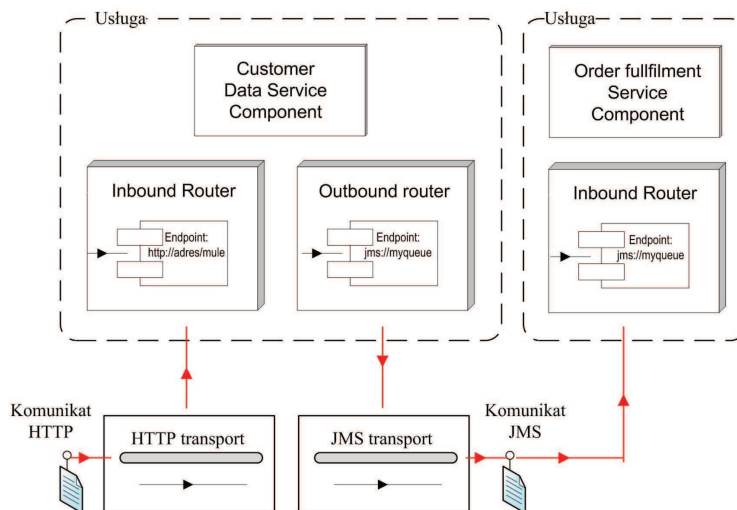 Usługa
Usługa
Customer
Data Service
Component
Order fullfilment
Service
Component
Inbound Router
Endpoint:
http://adres/mule
Outbound router
Endpoint:
jms://myqueue
Inbound Router
Endpoint:
jms://myqueue
Komunikat
HTTP
HTTP transport
JMS transport
Komunikat
JMS